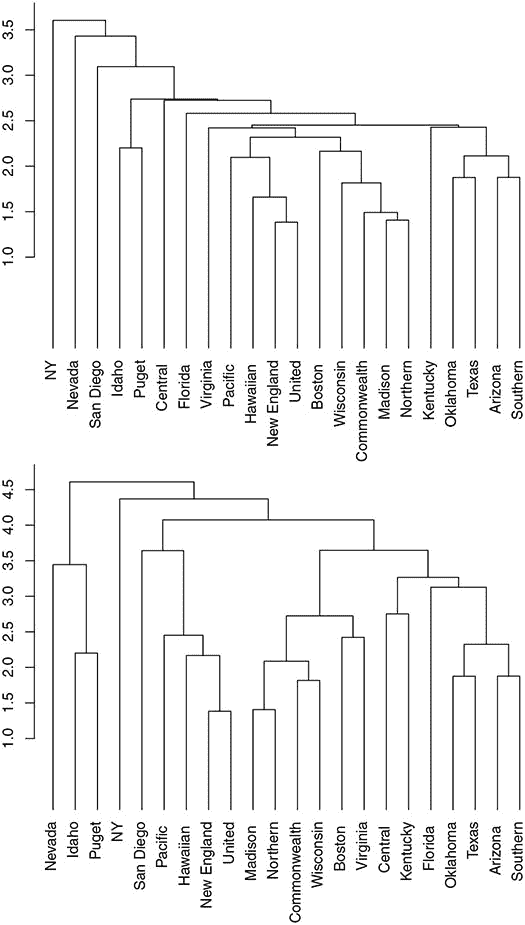 3.5
3.0
2.5
2.0
1.5
1.0
NY
Nevada
San Diego
Idaho
Puget
Central
Florida
Virginia
Pacific
Hawaiian
New England
United
Boston
Wisconsin
Commonwealth
Madison
Northern
Kentucky
Oklahoma
Texas
Arizona
Southern
4.5
4.0
3.5
3.0
2.5
2.0
1.5
1.0
Nevada
Idaho
Puget
NY
San Diego
Pacific
Hawaiian
New England
United
Madison
Northern
Commonwealth
Wisconsin
Boston
Virginia
Central
Kentucky
Florida
Oklahoma
Texas
Arizona
Southern